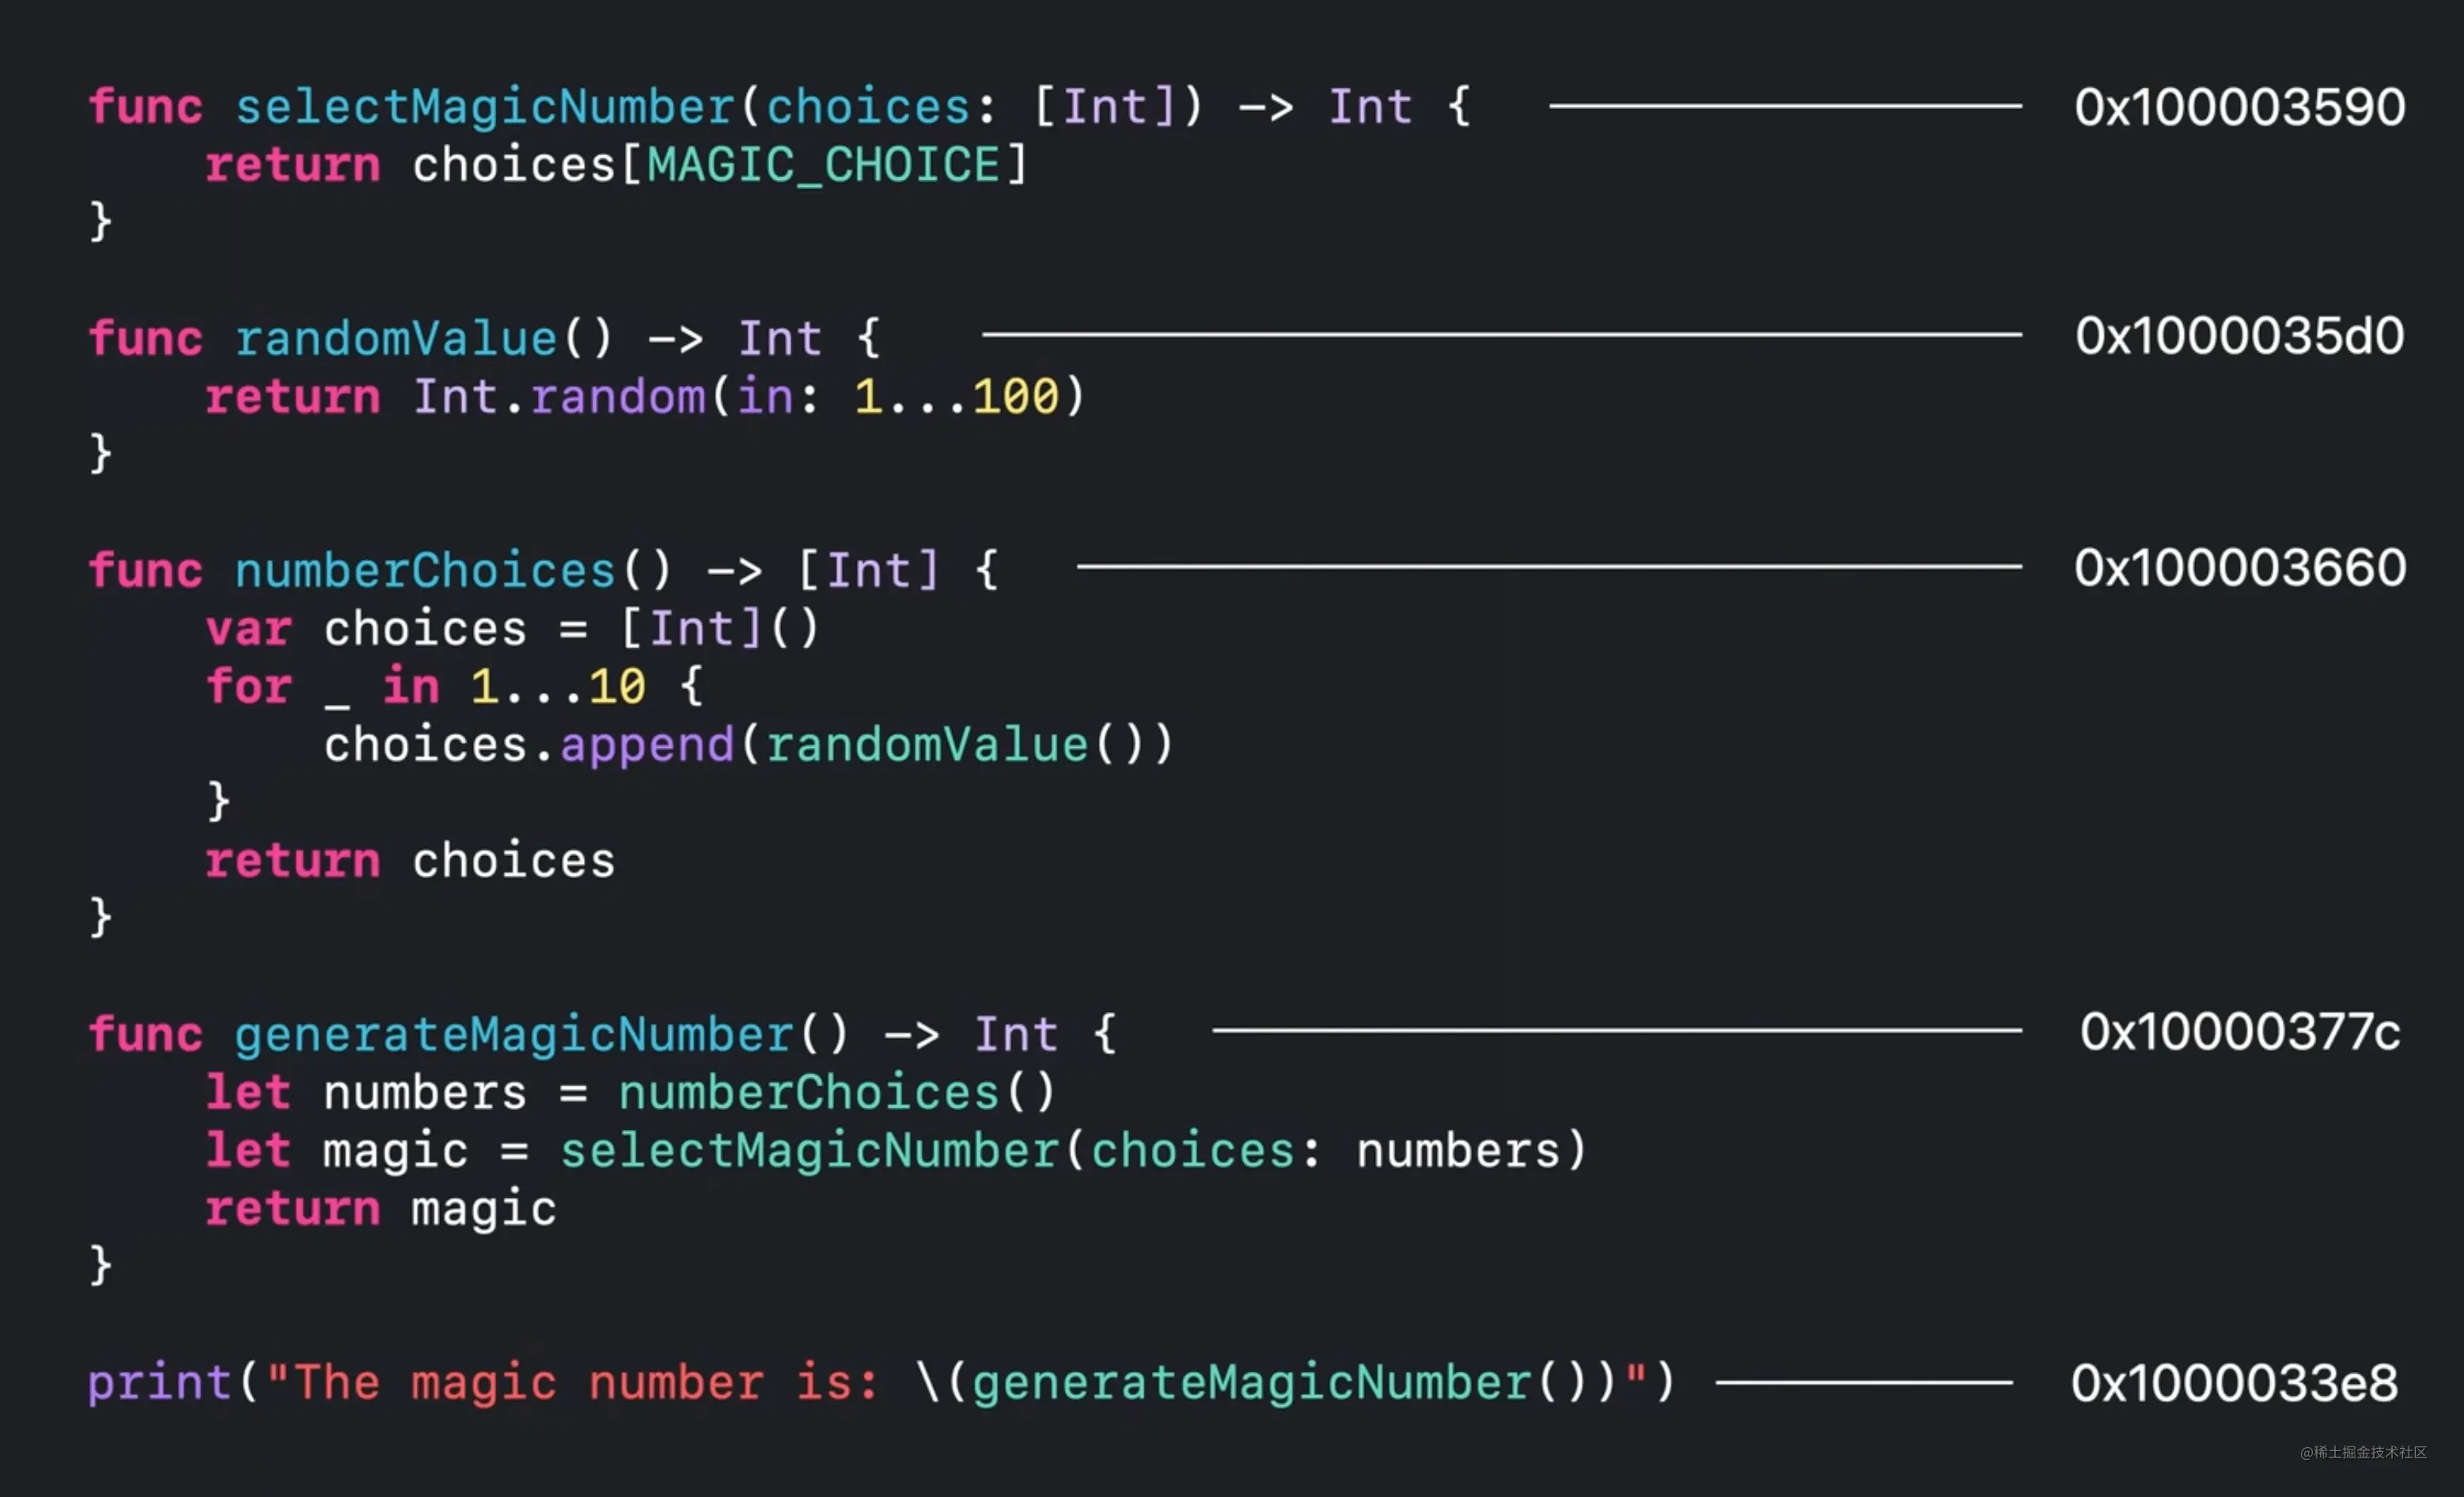 func selectMagicNumber(choices: [Int]) -> Int { 0x100003590
    return choices[MAGIC_CHOICE]
}
func randomValue() -> Int { 0x1000035d0
    return Int.random(in: 1...100)
}
func numberChoices() -> [Int] { 0x100003660
    var choices = [Int]()
    for _ in 1...10 {
        choices.append(randomValue())
    }
    return choices
}
func generateMagicNumber() -> Int { 0x10000377c
    let numbers = numberChoices()
    let magic = selectMagicNumber(choices: numbers)
    return magic
}
print("The magic number is: \(generateMagicNumber())") 0x1000033e8
@稀土掘金技术社区